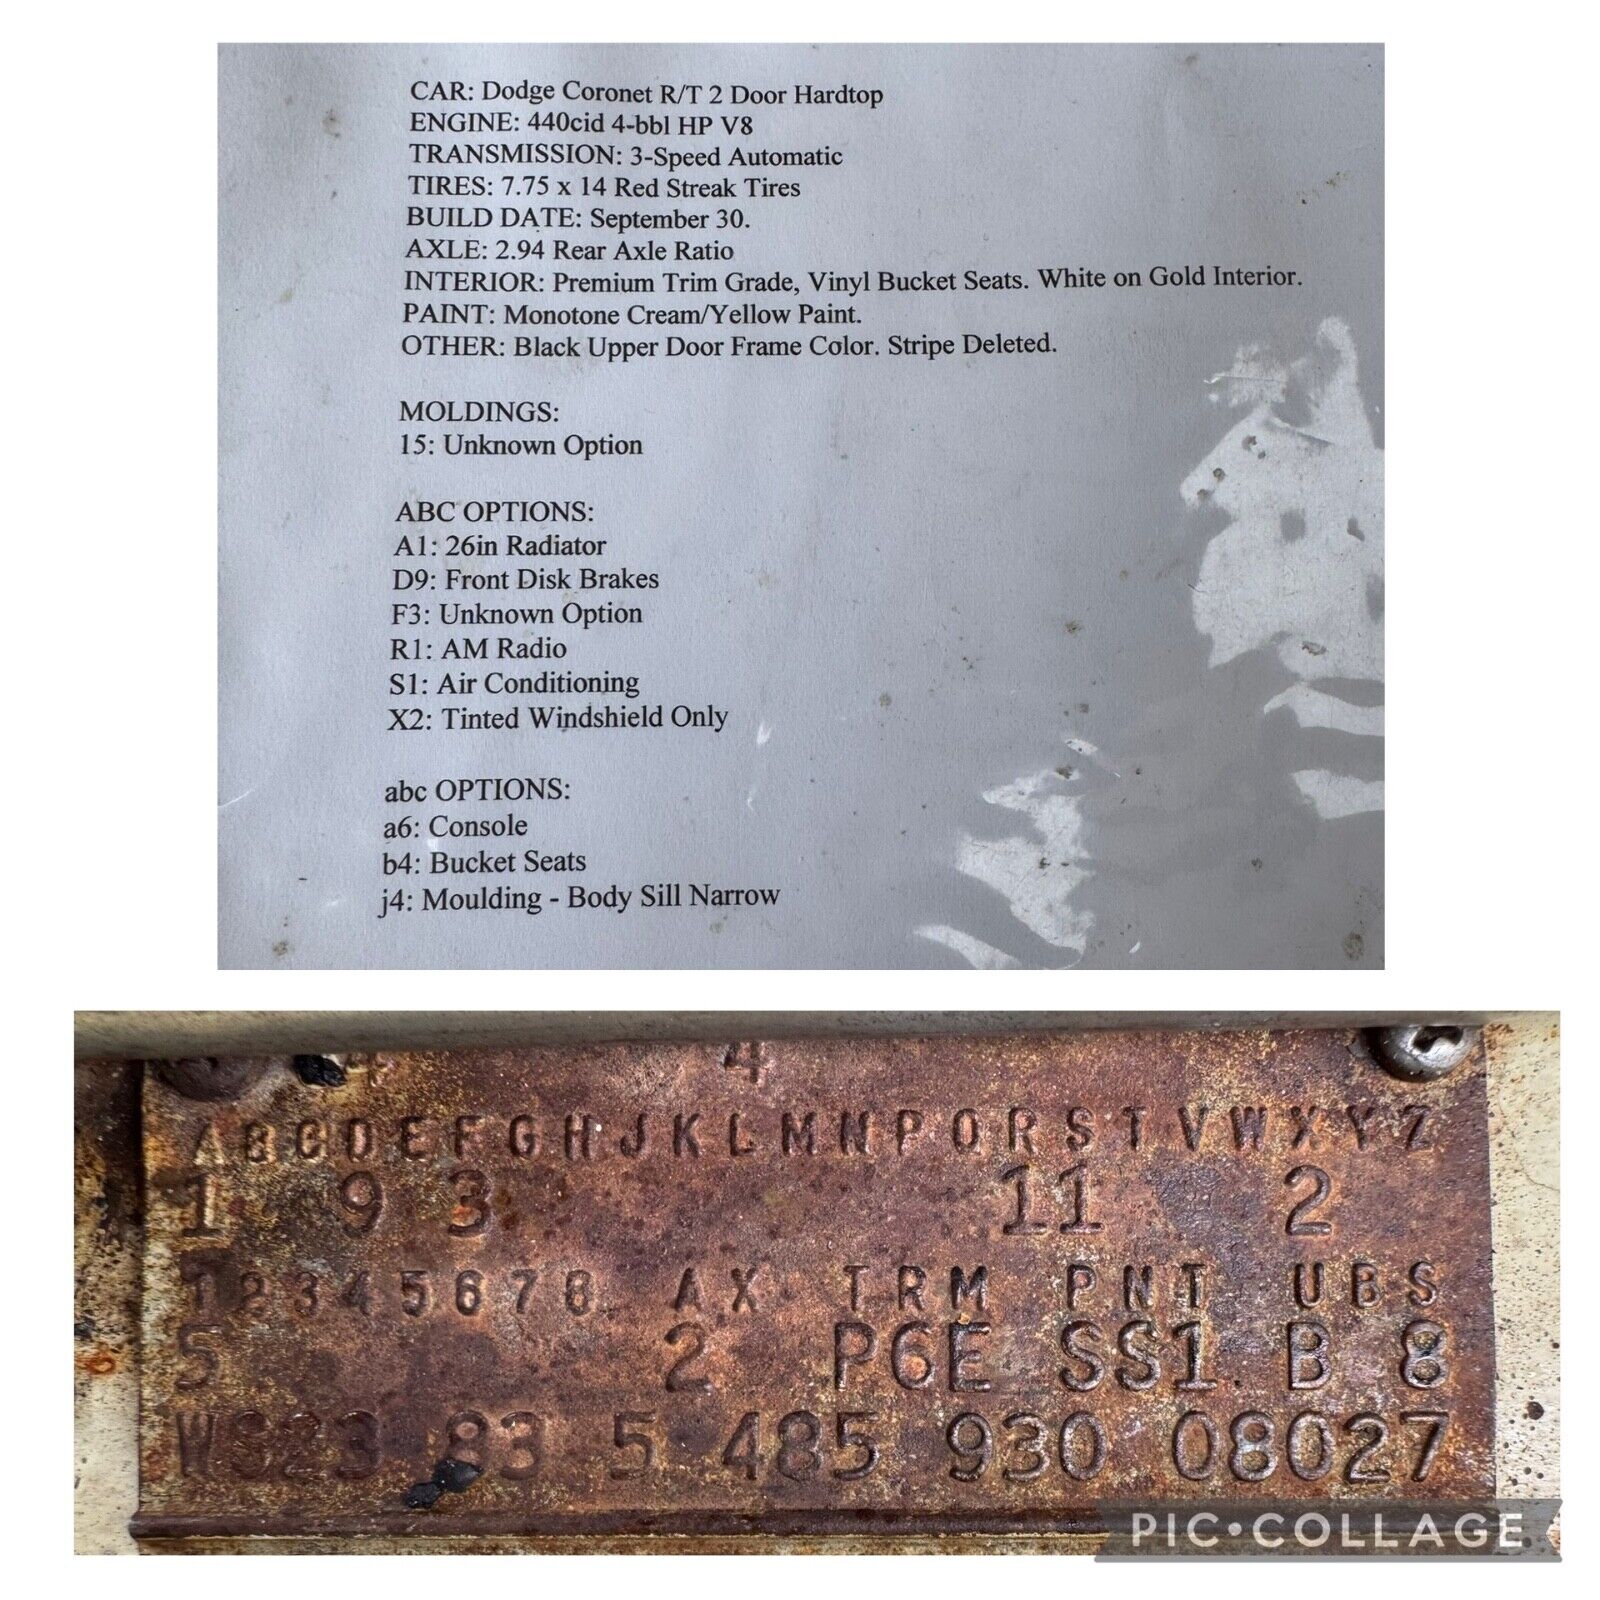 CAR: Dodge Coronet R/T 2 Door Hardtop
ENGINE: 440cid 4-bbl HP V8
TRANSMISSION: 3-Speed Automatic
TIRES: 7.75 x 14 Red Streak Tires
BUILD DATE: September 30.
AXLE: 2.94 Rear Axle Ratio
INTERIOR: Premium Trim Grade, Vinyl Bucket Seats. White on Gold Interior.
PAINT: Monotone Cream/Yellow Paint.
OTHER: Black Upper Door Frame Color. Stripe Deleted.
MOLDINGS:
15: Unknown Option
ABC OPTIONS:
A1: 26in Radiator
D9: Front Disk Brakes
F3: Unknown Option
R1: AM Radio
S1: Air Conditioning
X2: Tinted Windshield Only
abc OPTIONS:
a6: Console
b4: Bucket Seats
j4: Moulding - Body Sill Narrow
4
A B C D E F G H J K L M N P Q R S T V W X Y Z
1 9 3 11 2
1 2 3 4 5 6 7 8 AX TRM PNT UBS
5 2 P6E SS1 B 8
WS23 83 5 485 930 08027
PIC•COLLAGE